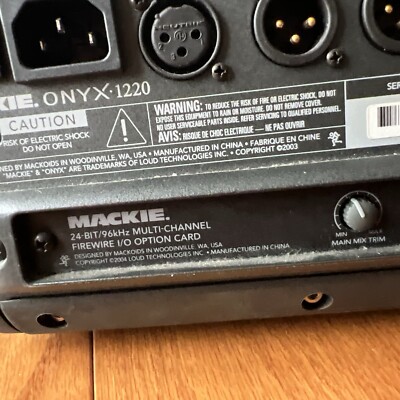 NEUTRIK
KIE. ONYX·1220
SER
CAUTION
RISK OF ELECTRIC SHOCK
DO NOT OPEN
WARNING: TO REDUCE THE RISK OF FIRE OR ELECTRIC SHOCK, DO NOT
EXPOSE THIS EQUIPMENT TO RAIN OR MOISTURE. DO NOT REMOVE COVER.
NO USER SERVICEABLE PARTS INSIDE. REFER SERVICING TO QUALIFIED PERSONNEL.
AVIS: RISQUE DE CHOC ELECTRIQUE — NE PAS OUVRIR
DESIGNED BY MACKOIDS IN WOODINVILLE, WA, USA • MANUFACTURED IN CHINA • FABRIQUE EN CHINE
"MACKIE" & "ONYX" ARE TRADEMARKS OF LOUD TECHNOLOGIES INC. • COPYRIGHT ©2003
MACKIE.
24-BIT/96kHz MULTI-CHANNEL
FIREWIRE I/O OPTION CARD
DESIGNED BY MACKOIDS IN WOODINVILLE, WA, USA • MANUFACTURED IN CHINA
COPYRIGHT ©2004 LOUD TECHNOLOGIES INC.
MIN MAX
MAIN MIX TRIM